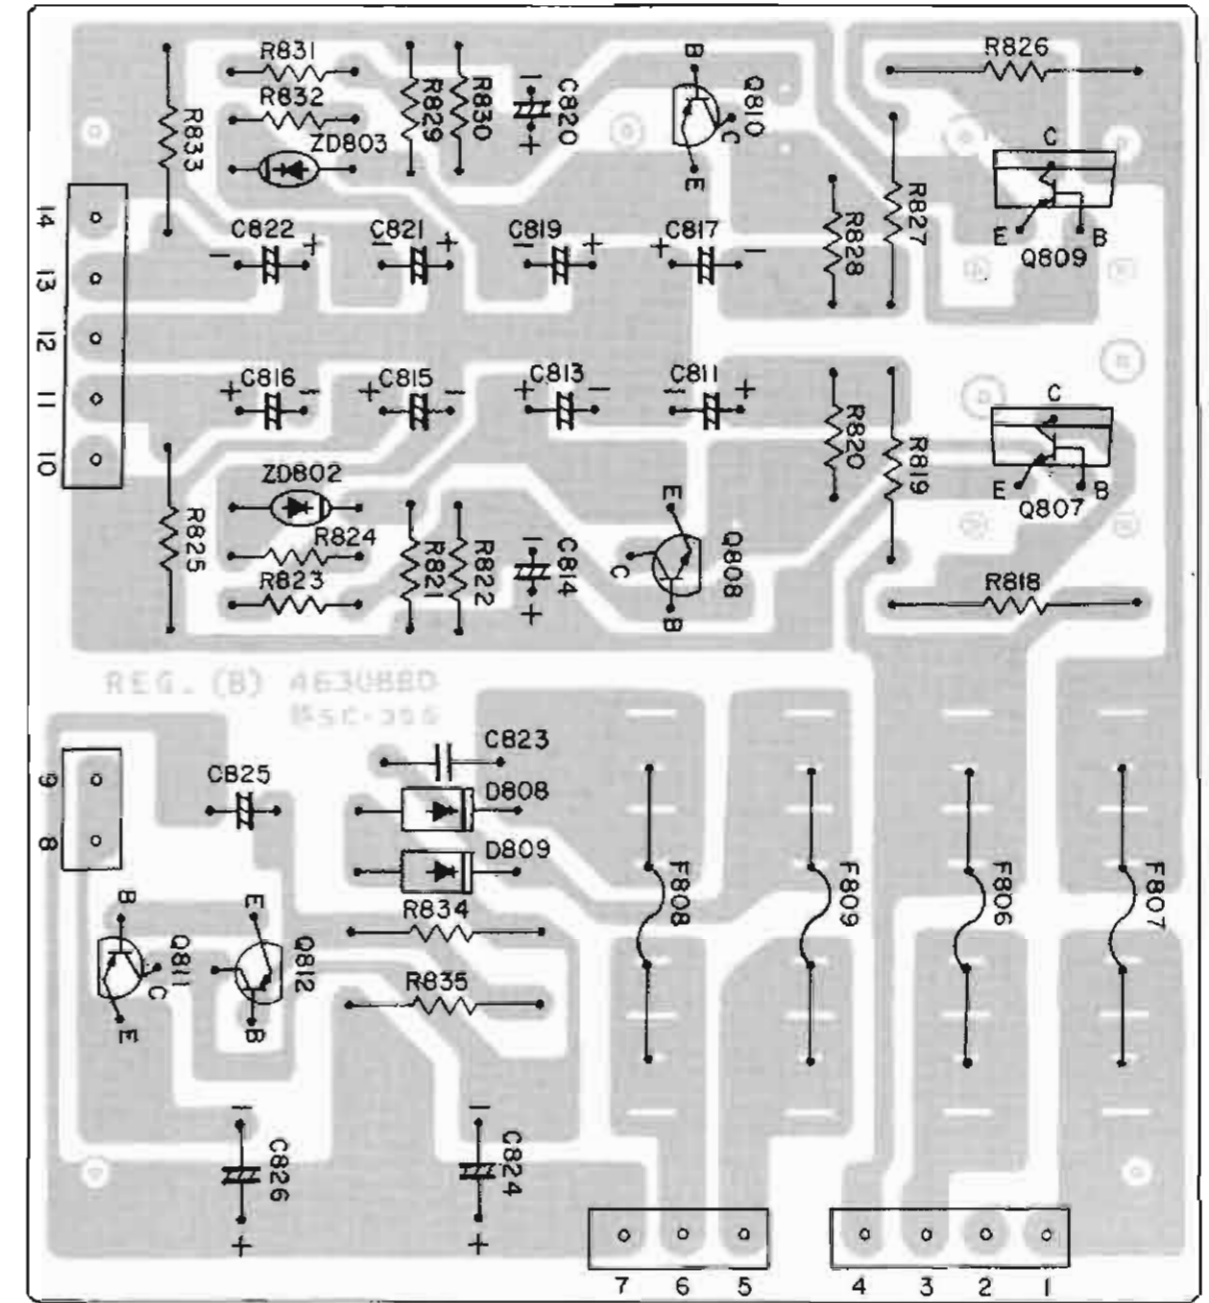 R831
R826
B
R832
R833
R829
R830
C820
Q810
ZD803
C
+
C
E
14
C822
+
C821
+
C819
+
+
C817
R828
R827
E
B
Q809
13
12
+
C816
+
C815
+
C813
C811
+
C
11
R820
R819
10
ZD802
E
E
B
Q807
R825
R824
R821
R822
C814
C
Q808
R823
R818
+
B
REG. (B) 4630880
C823
9
C825
D808
8
D809
F808
F809
F806
F807
B
E
R834
Q811
Q812
C
R835
E
B
C826
C824
+
+
7 6 5 4 3 2 1